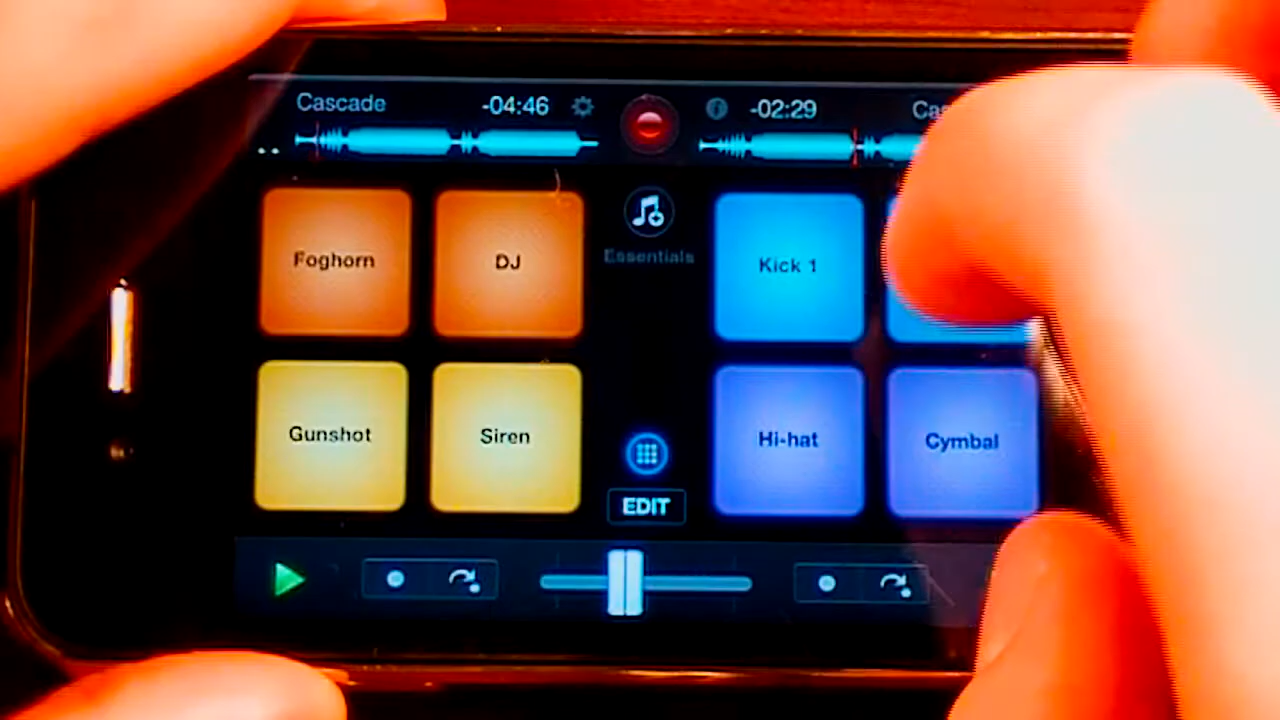 Cascade -04:46 -02:29
Foghorn DJ Essentials Kick 1
Gunshot Siren Hi-hat Cymbal
EDIT